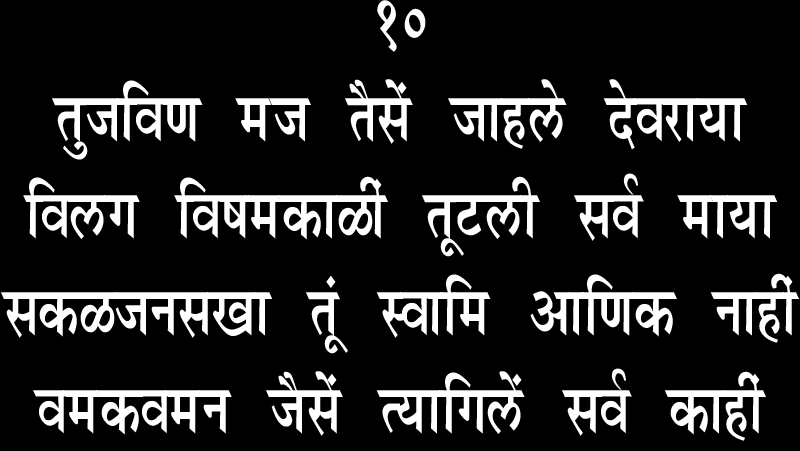 १०
तुजविण मज तैसें जाहले देवराया
विलग विषमकाळीं तूटली सर्व माया
सकळजनसखा तूं स्वामि आणिक नाहीं
वमकवमन जैसें त्यागिलें सर्व काहीं